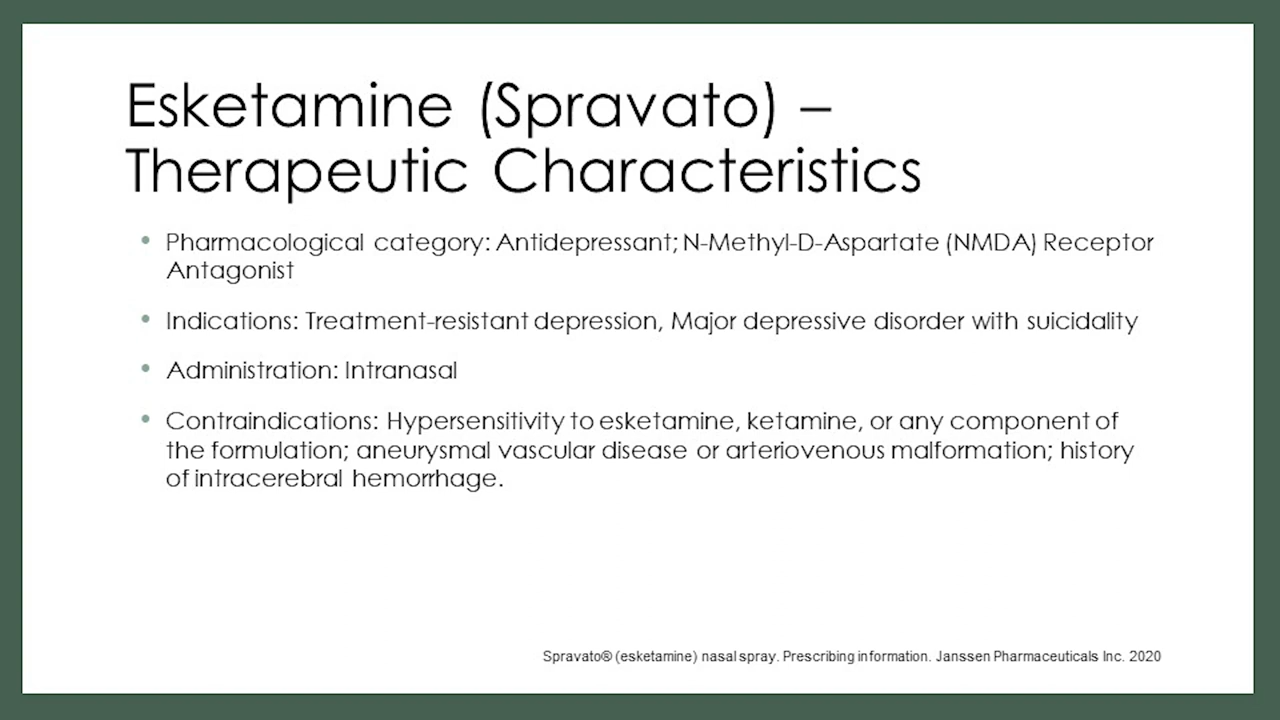 Esketamine (Spravato) –
Therapeutic Characteristics
• Pharmacological category: Antidepressant; N-Methyl-D-Aspartate (NMDA) Receptor
Antagonist
• Indications: Treatment-resistant depression, Major depressive disorder with suicidality
• Administration: Intranasal
• Contraindications: Hypersensitivity to esketamine, ketamine, or any component of
the formulation; aneurysmal vascular disease or arteriovenous malformation; history
of intracerebral hemorrhage.
Spravato® (esketamine) nasal spray. Prescribing information. Janssen Pharmaceuticals Inc. 2020